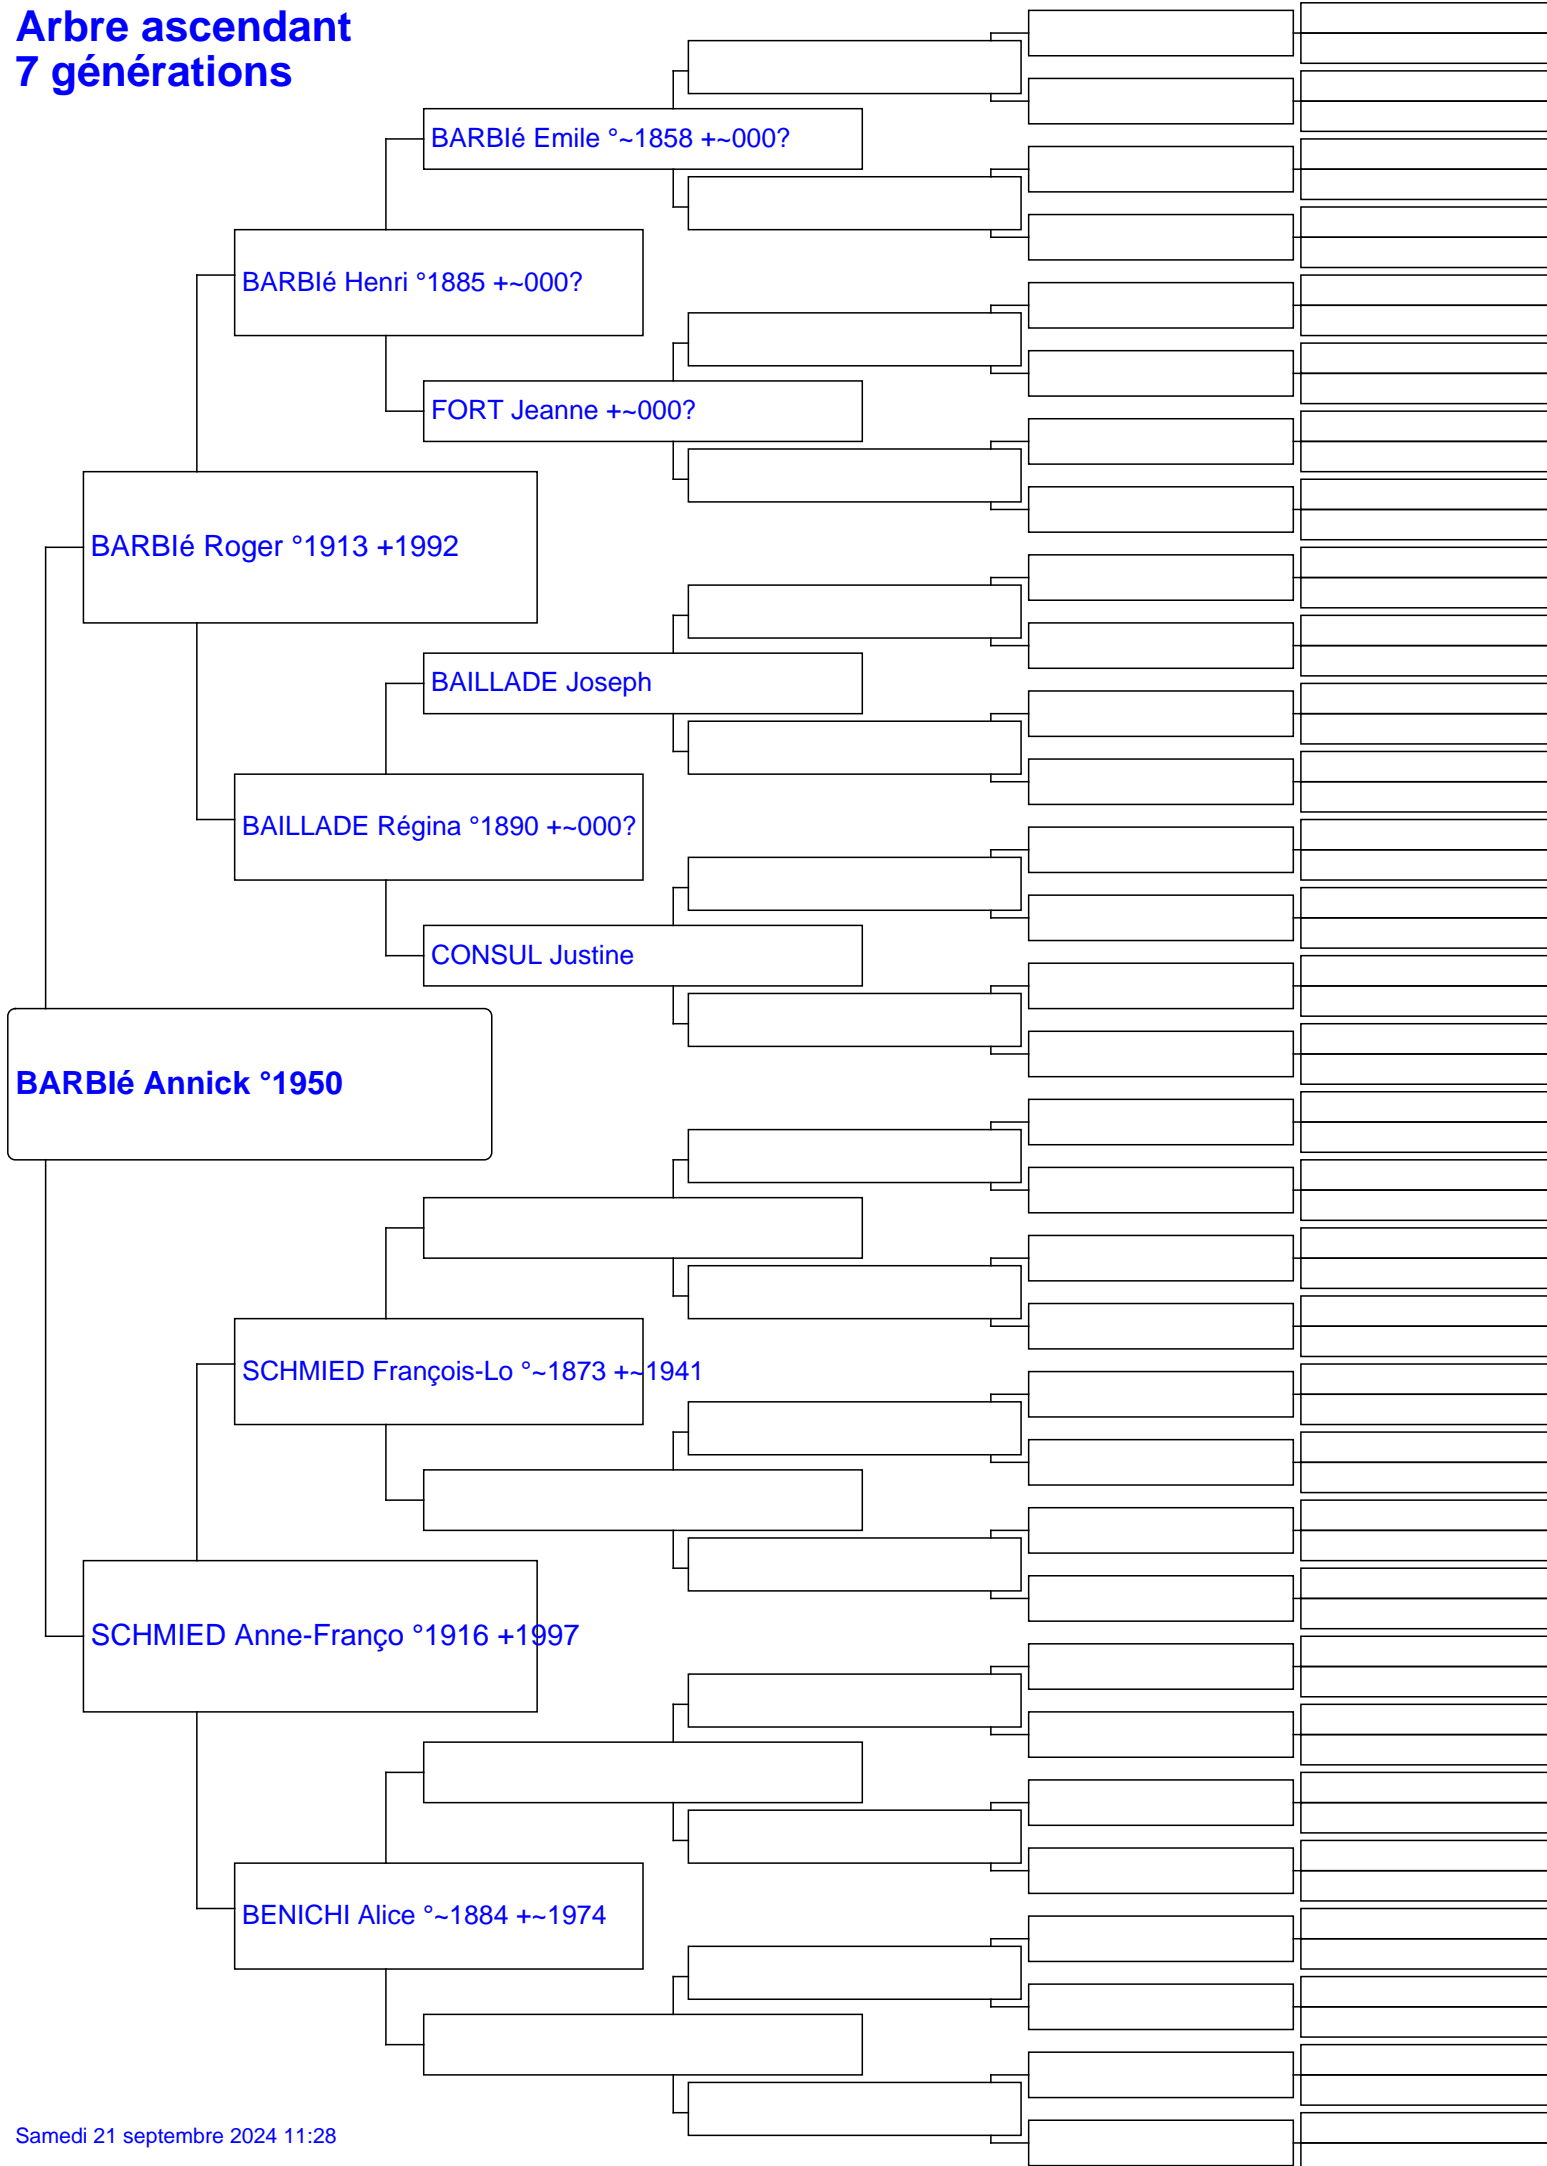 Arbre ascendant
7 générations
BARBIé Emile °~1858 +~000?
BARBIé Henri °1885 +~000?
FORT Jeanne +~000?
BARBIé Roger °1913 +1992
BAILLADE Joseph
BAILLADE Régina °1890 +~000?
CONSUL Justine
BARBIé Annick °1950
SCHMIED François-Lo °~1873 +~1941
SCHMIED Anne-Franço °1916 +1997
BENICHI Alice °~1884 +~1974
Samedi 21 septembre 2024 11:28